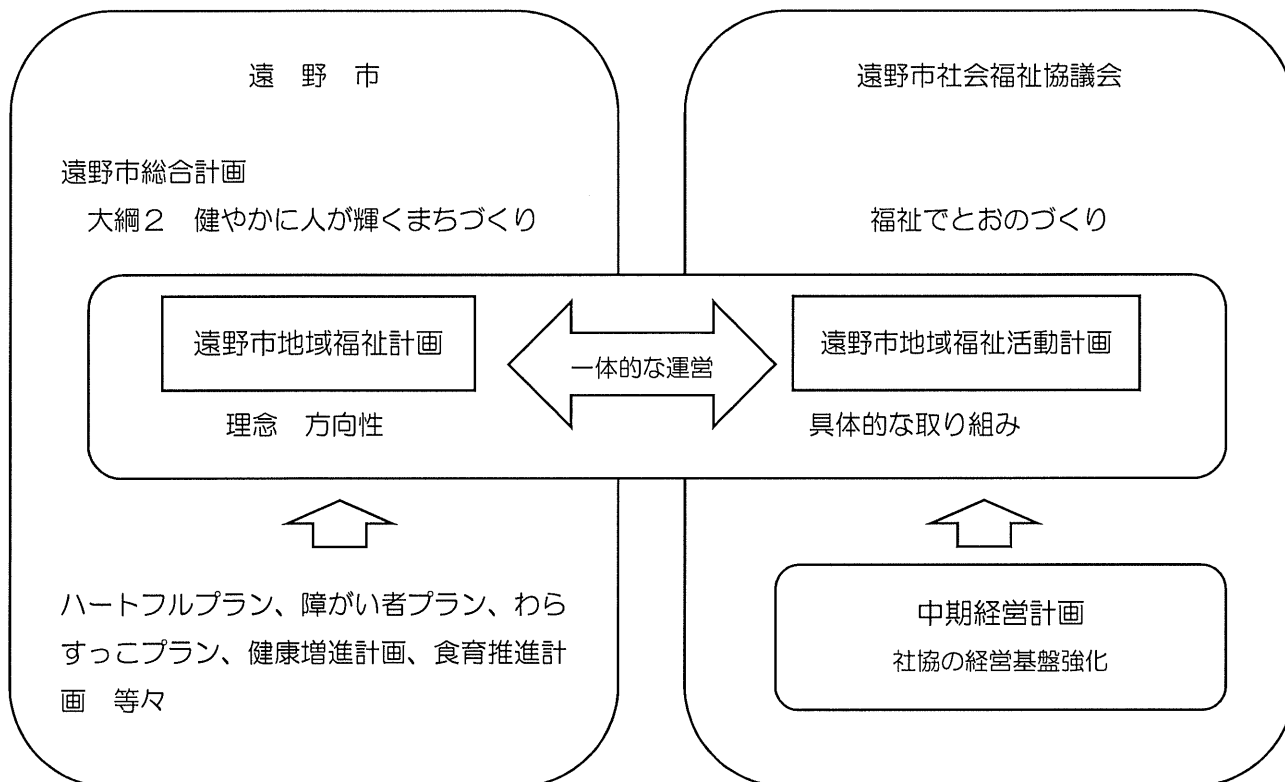 遠野市
遠野市総合計画
大綱２　健やかに人が輝くまちづくり
遠野市地域福祉計画
理念　方向性
ハートフルプラン、障がい者プラン、わら
すっこプラン、健康増進計画、食育推進計
画　等々
一体的な運営
遠野市社会福祉協議会
福祉でとおのづくり
遠野市地域福祉活動計画
具体的な取り組み
中期経営計画
社協の経営基盤強化